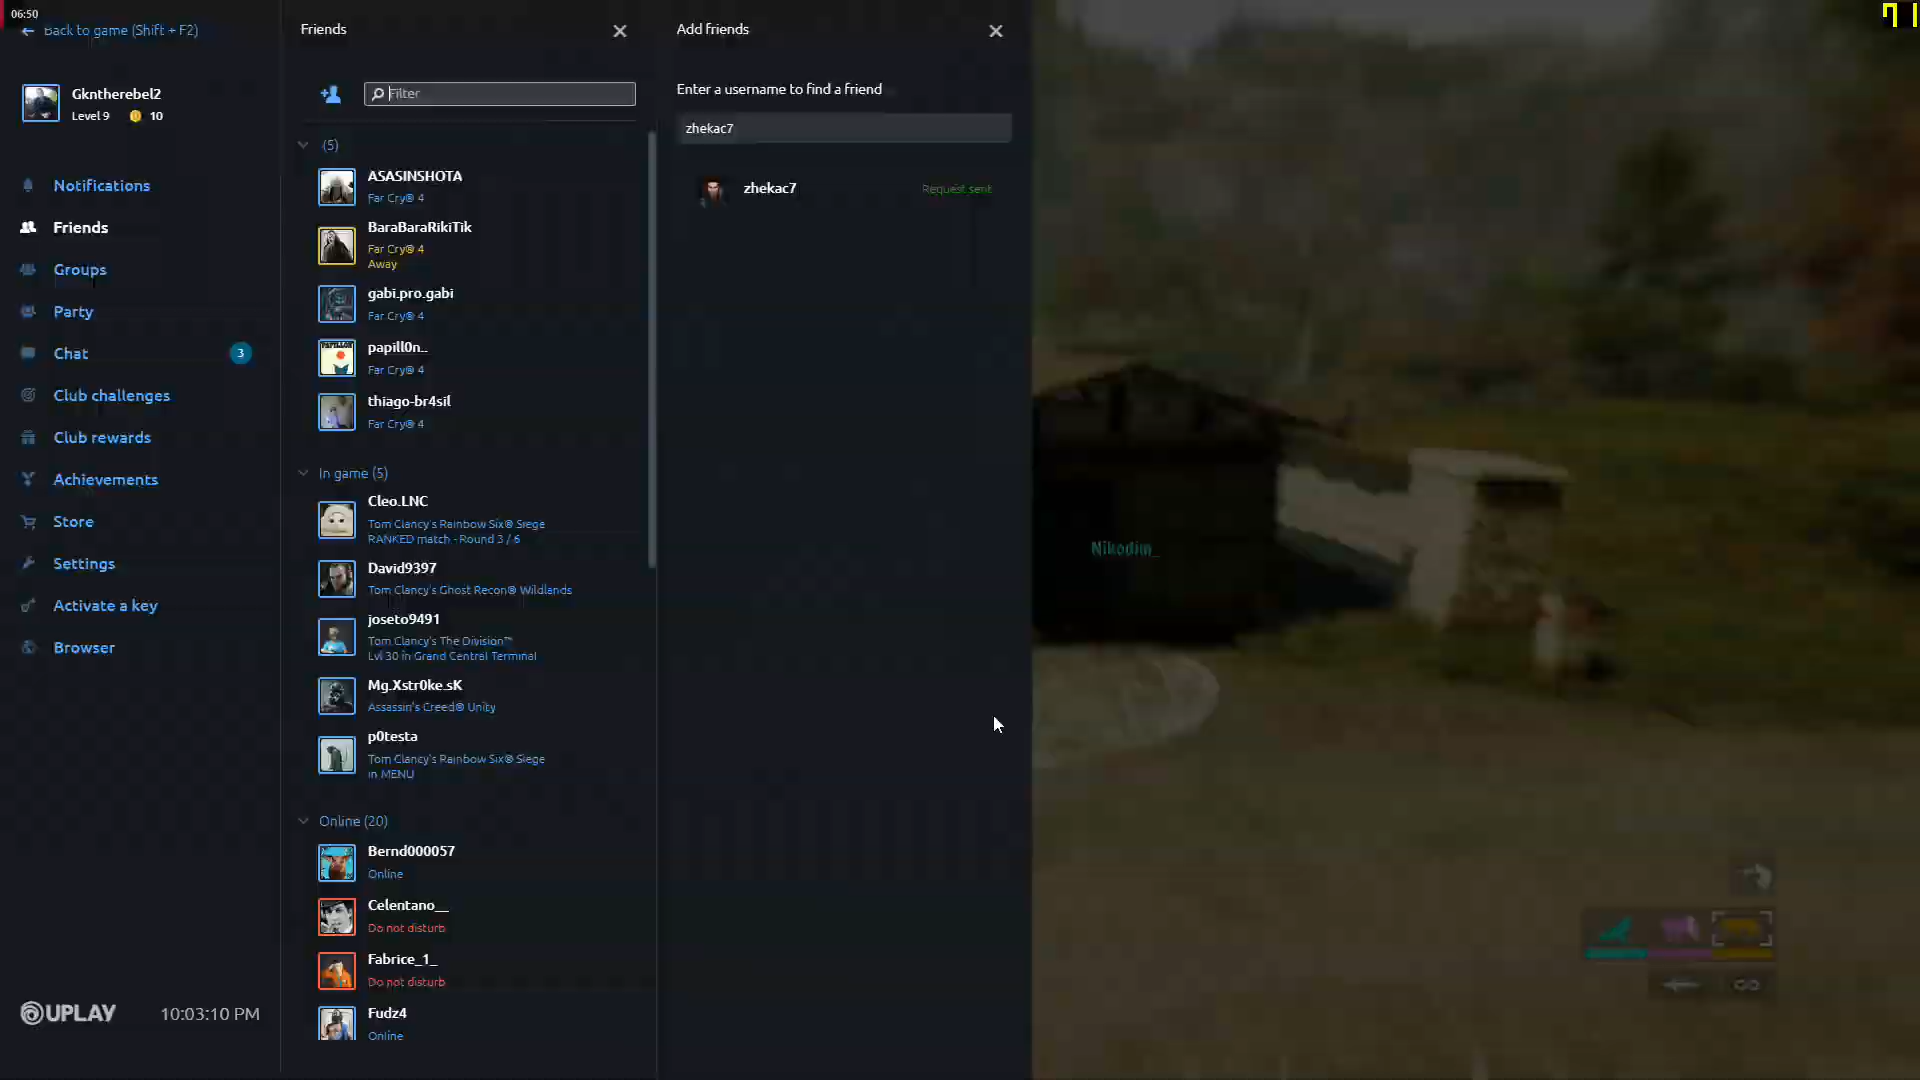 06:50
Back to game (Shift + F2)
Gkntherebel2
Level 9 10
Notifications
Friends
Groups
Party
Chat 3
Club challenges
Club rewards
Achievements
Store
Settings
Activate a key
Browser
UPLAY 10:03:10 PM
Friends
Filter
(5)
ASASINSHOTA
Far Cry® 4
BaraBaraRikiTik
Far Cry® 4
Away
gabi.pro.gabi
Far Cry® 4
papill0n..
Far Cry® 4
thiago-br4sil
Far Cry® 4
In game (5)
Cleo.LNC
Tom Clancy's Rainbow Six® Siege
RANKED match - Round 3 / 6
David9397
Tom Clancy's Ghost Recon® Wildlands
joseto9491
Tom Clancy's The Division™
Lvl 30 in Grand Central Terminal
Mg.Xstr0ke.sK
Assassin's Creed® Unity
p0testa
Tom Clancy's Rainbow Six® Siege
in MENU
Online (20)
Bernd000057
Online
Celentano__
Do not disturb
Fabrice_1_
Do not disturb
Fudz4
Online
Add friends
Enter a username to find a friend
zhekac7
zhekac7 Request sent
Nikodim_
71